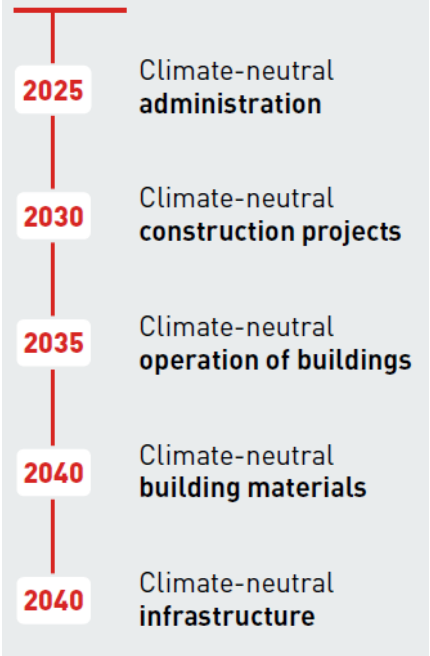 2025
Climate-neutral
administration
2030
Climate-neutral
construction projects
2035
Climate-neutral
operation of buildings
2040
Climate-neutral
building materials
2040
Climate-neutral
infrastructure